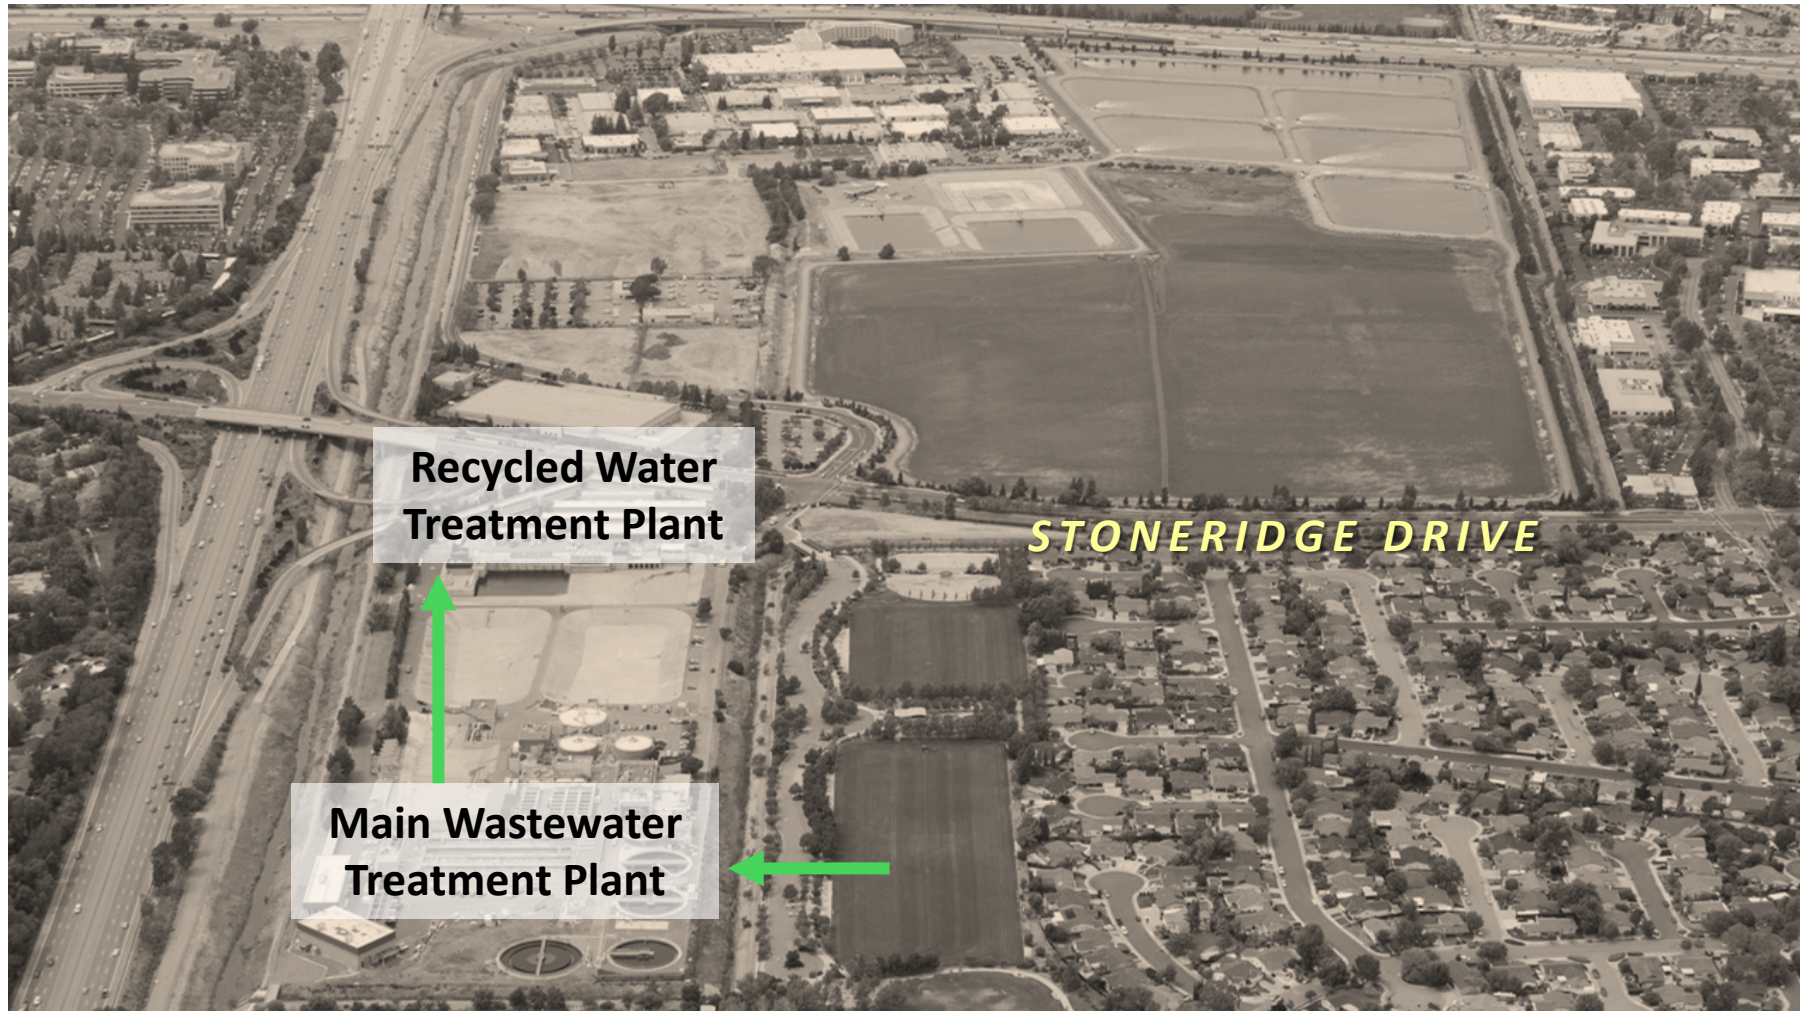 Recycled Water
Treatment Plant
STONERIDGE DRIVE
Main Wastewater
Treatment Plant